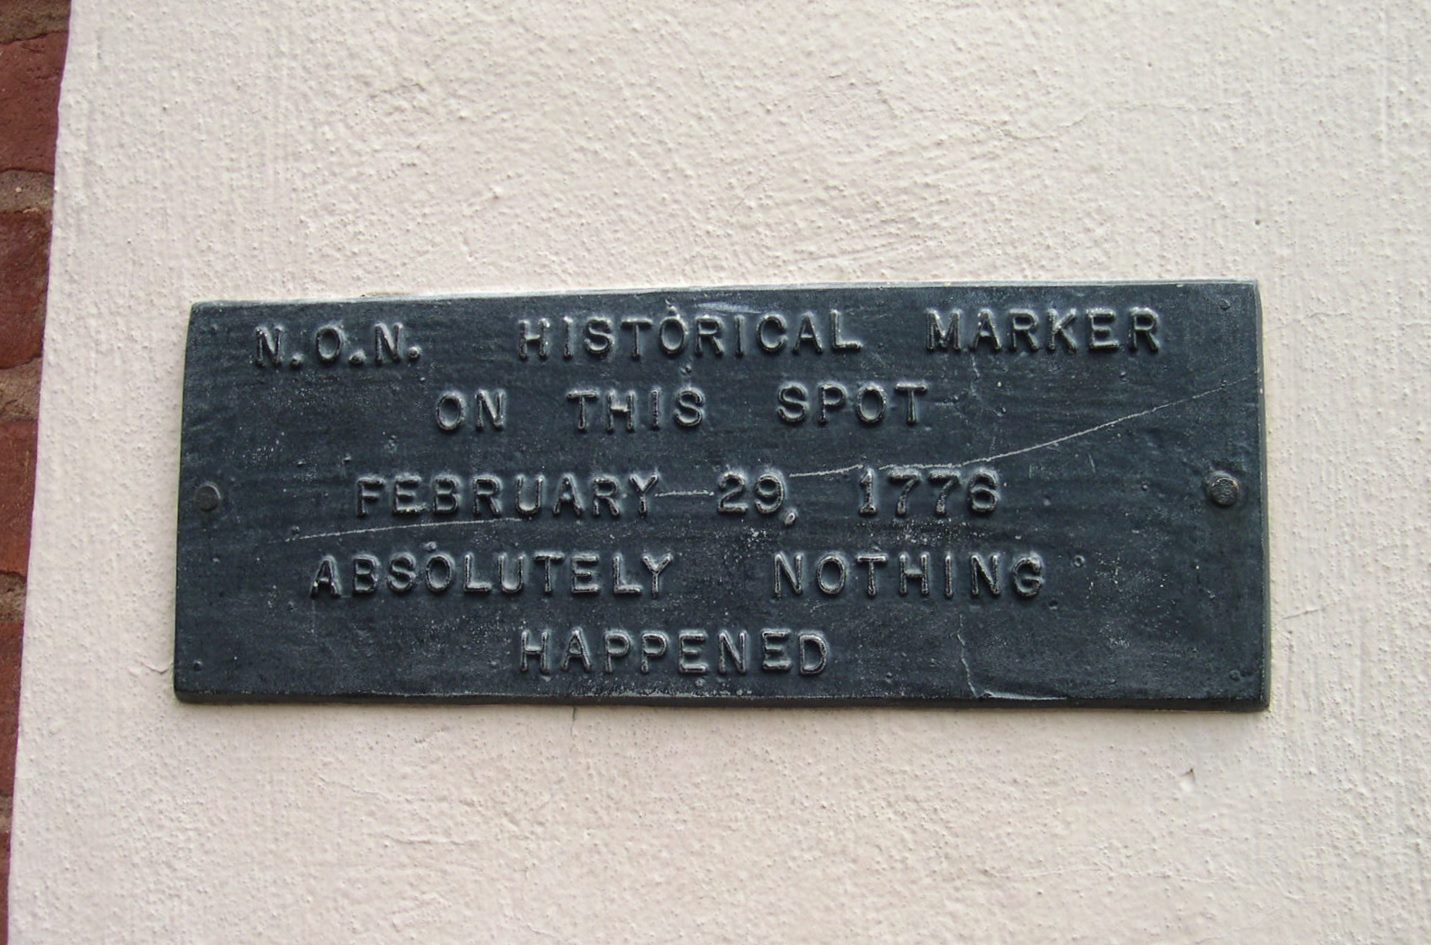 N.O.N. HISTORICAL MARKER
ON THIS SPOT
FEBRUARY 29, 1776
ABSOLUTELY NOTHING
HAPPENED